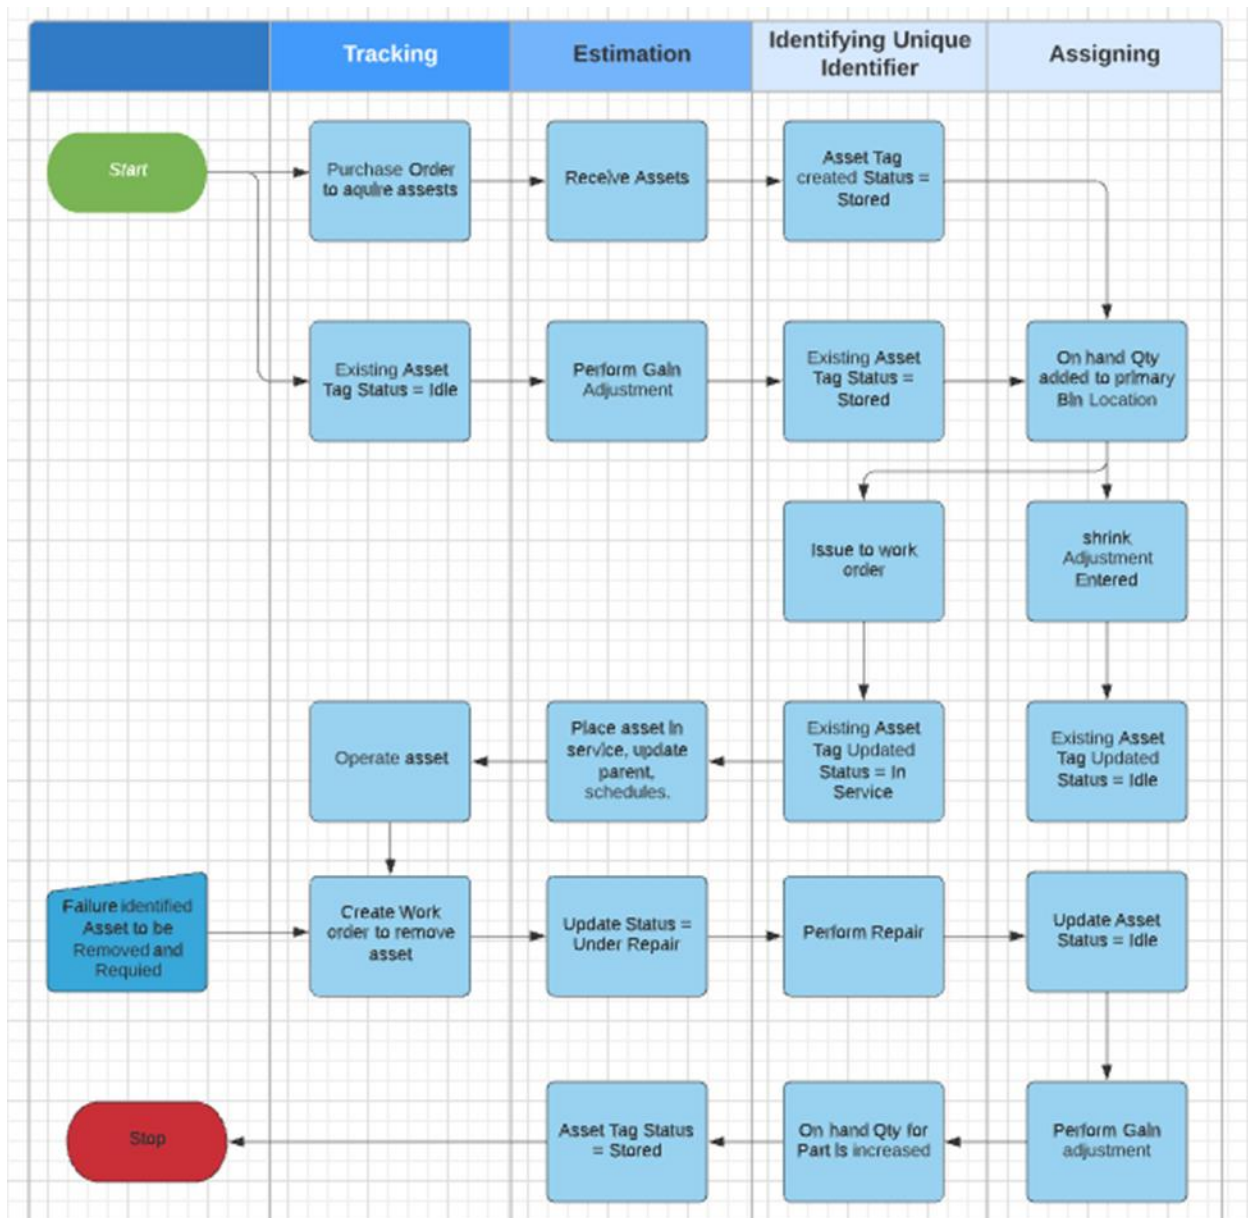 Tracking
Estimation
Identifying Unique
Identifier
Assigning
Start
Purchase Order
to aquire assests
Receive Assets
Asset Tag
created Status =
Stored
Existing Asset
Tag Status = Idle
Perform Gain
Adjustment
Existing Asset
Tag Status =
Stored
On hand Qty
added to primary
Bin Location
Issue to work
order
shrink
Adjustment
Entered
Operate asset
Place asset in
service, update
parent,
schedules.
Existing Asset
Tag Updated
Status = In
Service
Existing Asset
Tag Updated
Status = Idle
Failure identified
Asset to be
Removed and
Requied
Create Work
order to remove
asset
Update Status =
Under Repair
Perform Repair
Update Asset
Status = Idle
Stop
Asset Tag Status
= Stored
On hand Qty for
Part is increased
Perform Gain
adjustment